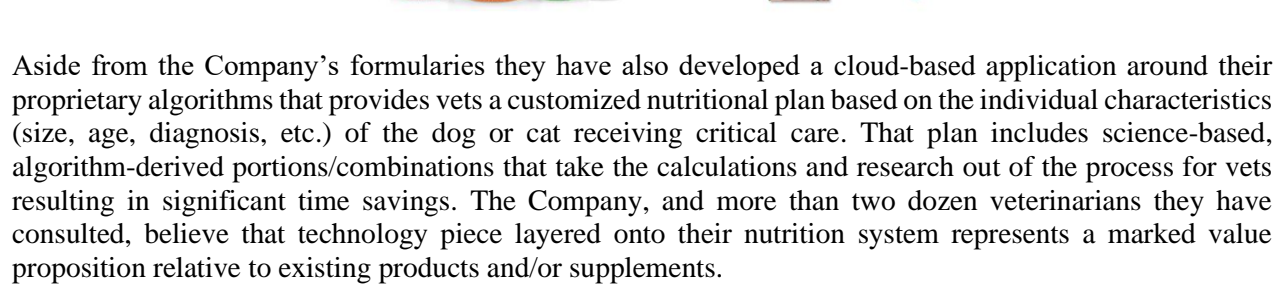 Aside from the Company’s formularies they have also developed a cloud-based application around their
proprietary algorithms that provides vets a customized nutritional plan based on the individual characteristics
(size, age, diagnosis, etc.) of the dog or cat receiving critical care. That plan includes science-based,
algorithm-derived portions/combinations that take the calculations and research out of the process for vets
resulting in significant time savings. The Company, and more than two dozen veterinarians they have
consulted, believe that technology piece layered onto their nutrition system represents a marked value
proposition relative to existing products and/or supplements.